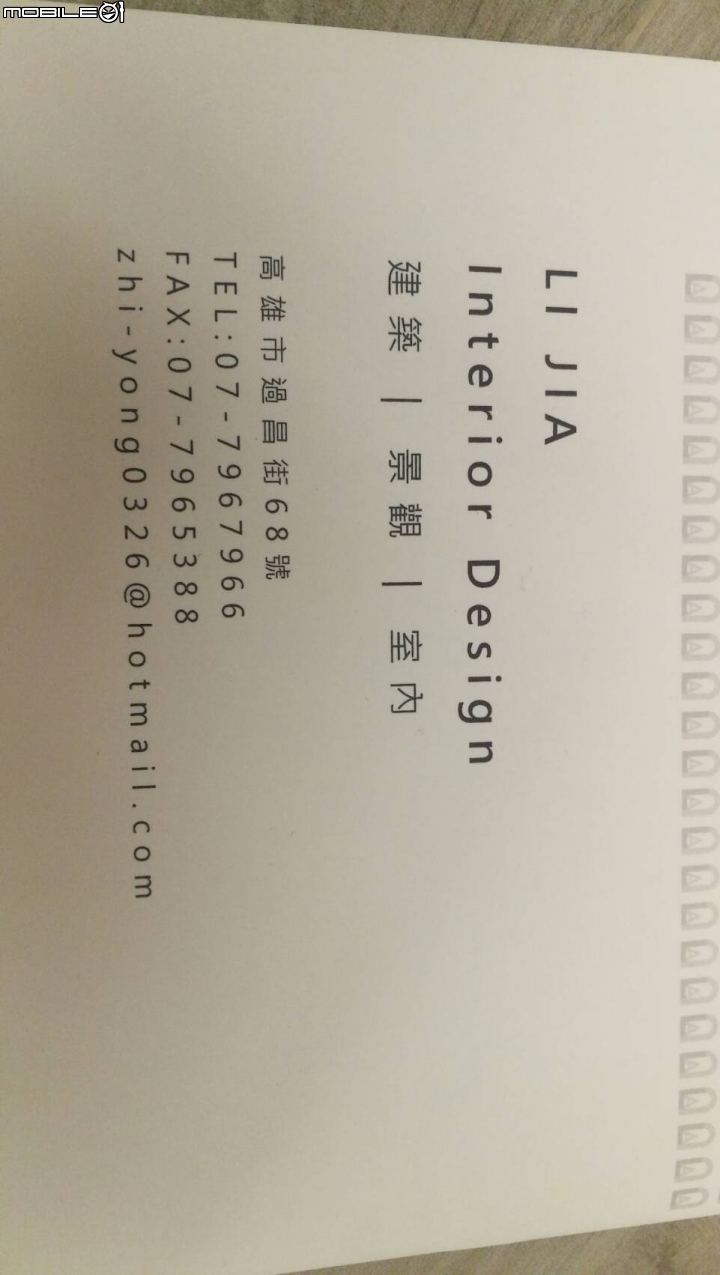 MOBILE01
LI JIA
Interior Design
建築 | 景觀 | 室內
高雄市過昌街68號
TEL:07-7967966
FAX:07-7965388
zhi-yong0326@hotmail.com